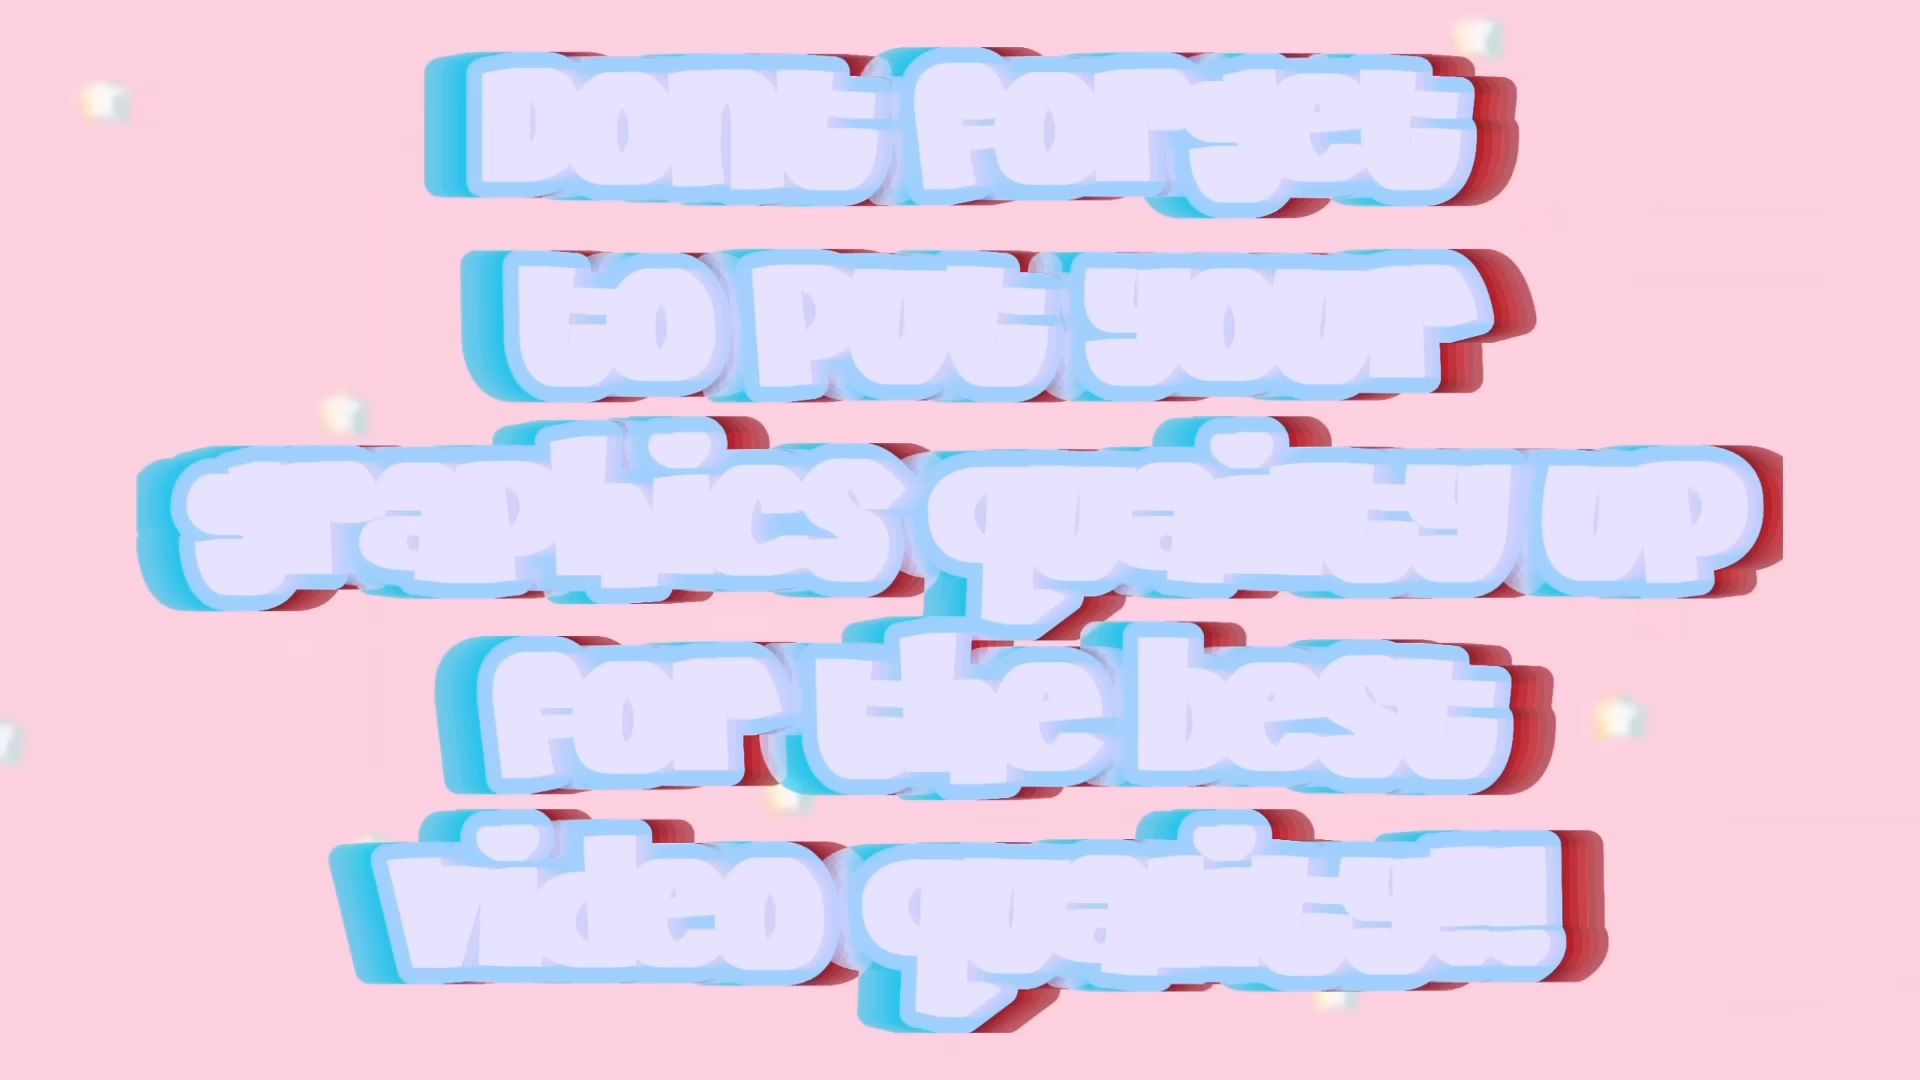 Dont forget
to put your
graphics quality up
for the best
video quality!!